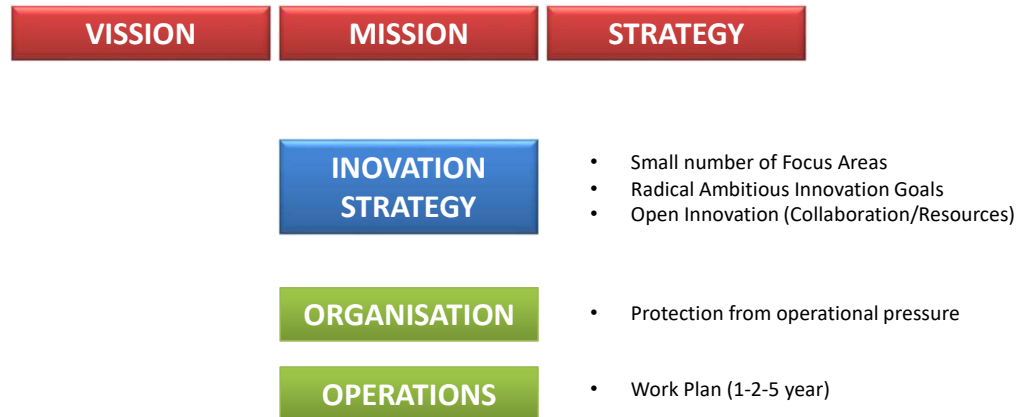 VISSION MISSION STRATEGY
INOVATION
STRATEGY
• Small number of Focus Areas
• Radical Ambitious Innovation Goals
• Open Innovation (Collaboration/Resources)
ORGANISATION
• Protection from operational pressure
OPERATIONS
• Work Plan (1-2-5 year)